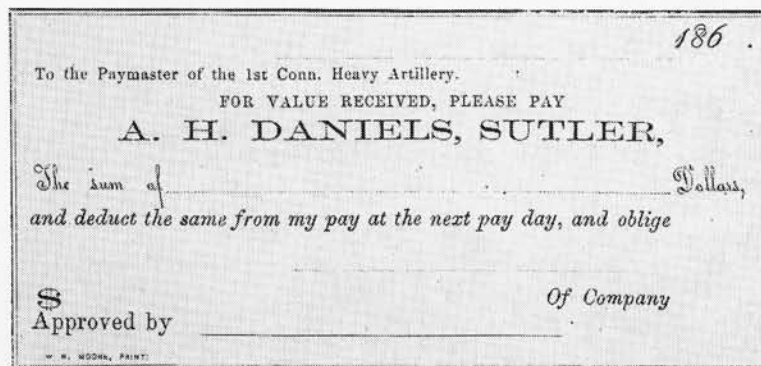 186 .
To the Paymaster of the 1st Conn. Heavy Artillery.
FOR VALUE RECEIVED, PLEASE PAY
A. H. DANIELS, SUTLER,
The sum of Dollars,
and deduct the same from my pay at the next pay day, and oblige
$ Of Company
Approved by
MOORE, PRINT.